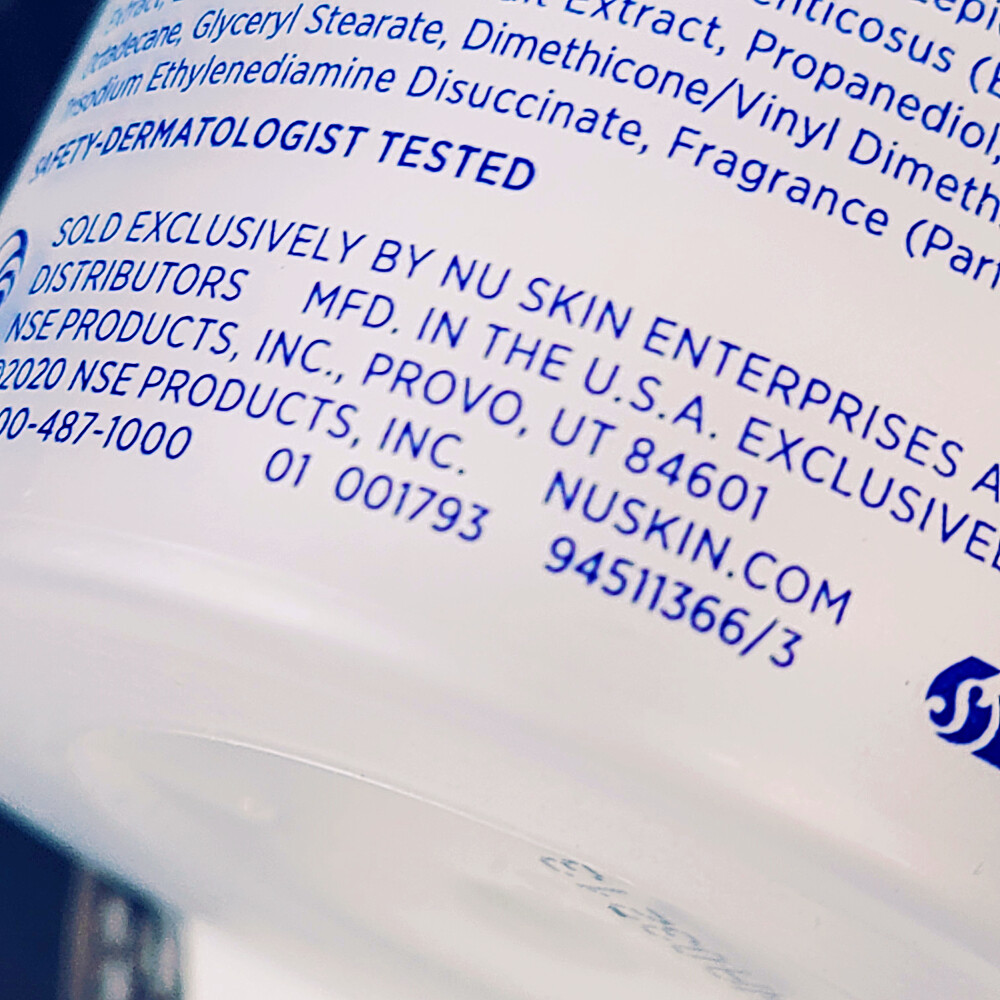 Extract, Propanediol,
Octadecane, Glyceryl Stearate, Dimethicone/Vinyl Dimeth
Trisodium Ethylenediamine Disuccinate, Fragrance (Parf
SAFETY-DERMATOLOGIST TESTED
SOLD EXCLUSIVELY BY NU SKIN ENTERPRISES A
DISTRIBUTORS MFD. IN THE U.S.A. EXCLUSIVEL
NSE PRODUCTS, INC., PROVO, UT 84601
©2020 NSE PRODUCTS, INC. NUSKIN.COM
00-487-1000 01 001793 94511366/3